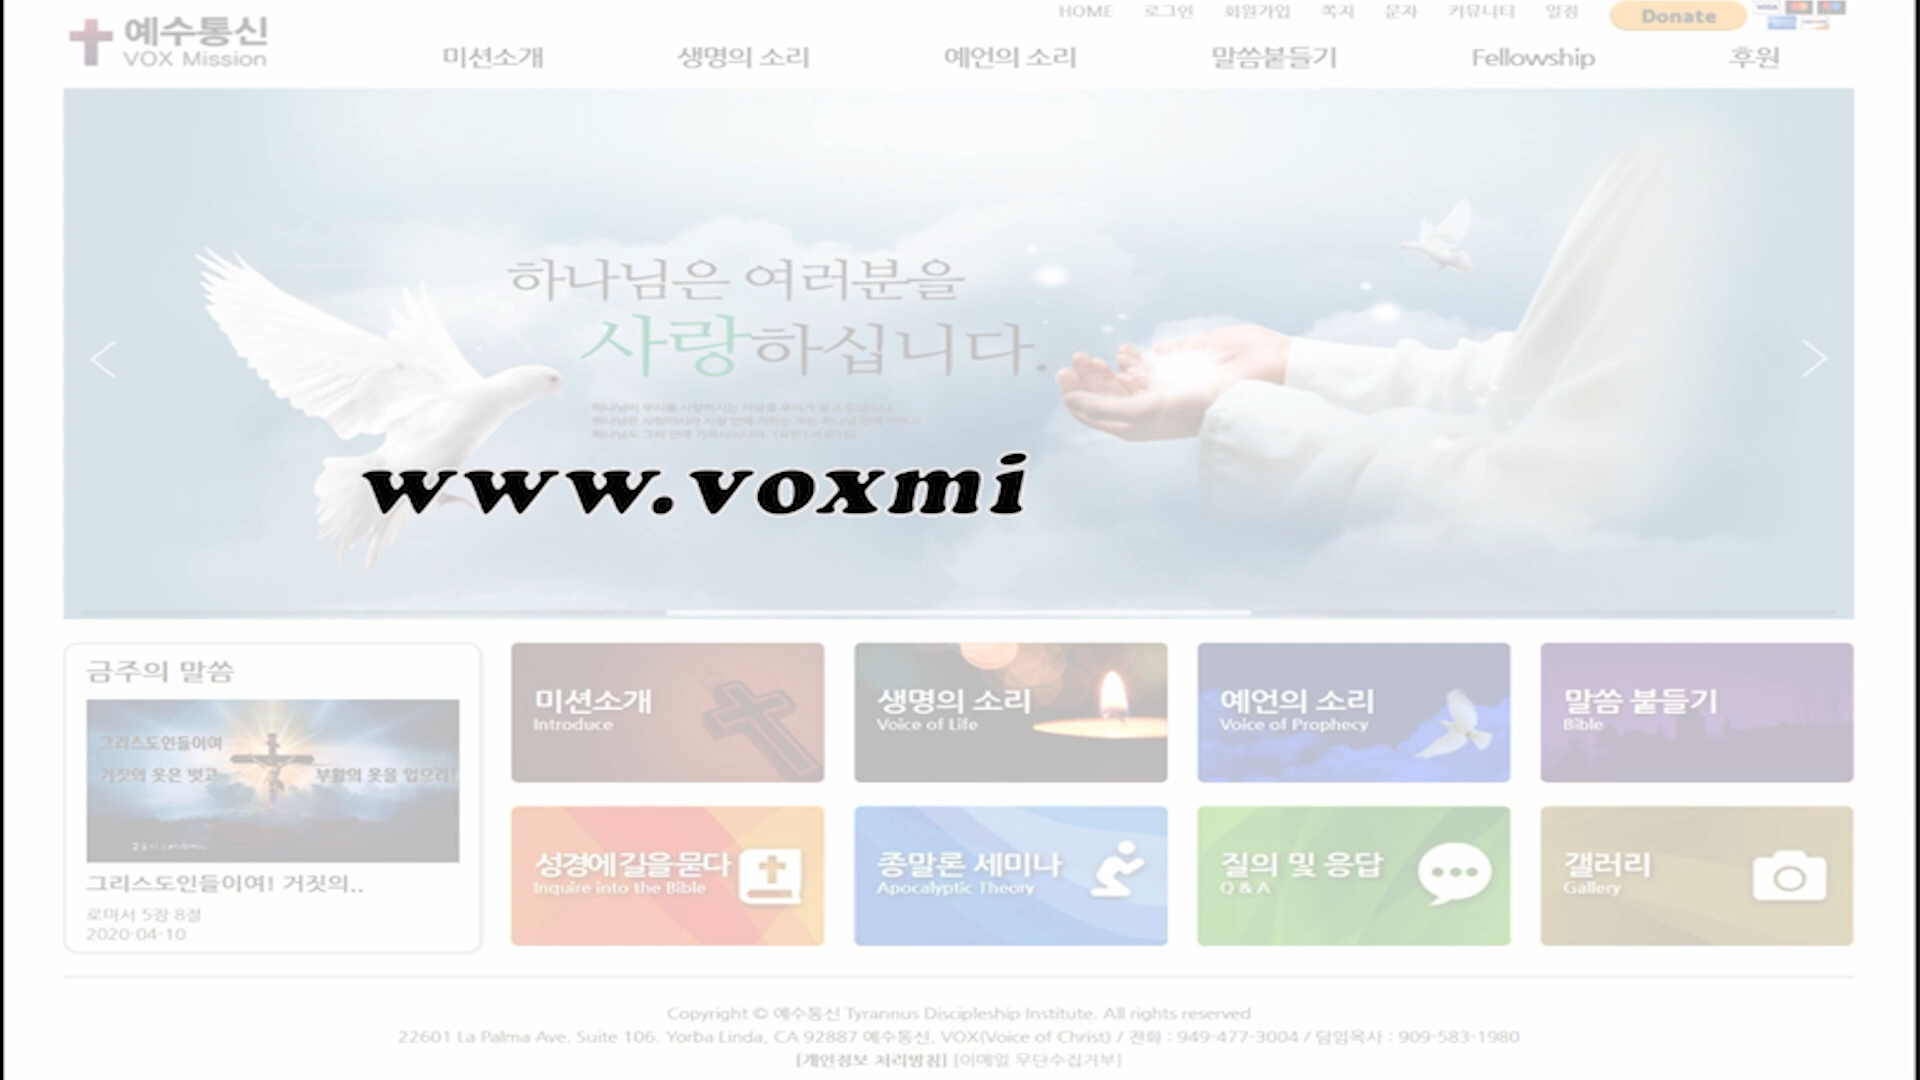 예수통신
VOX Mission
HOME 로그인 회원가입 쪽지 문자 커뮤니티 일정 Donate
미션소개 생명의 소리 예언의 소리 말씀붙들기 Fellowship 후원
하나님은 여러분을
사랑하십니다.
www.voxmi
금주의 말씀
그리스도인들이여
거짓의 옷은 벗고 부활의 옷을 입으라!
그리스도인들이여! 거짓의..
로마서 5장 8절
2020-04-10
미션소개
Introduce
생명의 소리
Voice of Life
예언의 소리
Voice of Prophecy
말씀 붙들기
Bible
성경에 길을 묻다
Inquire into the Bible
종말론 세미나
Apocalyptic Theory
질의 및 응답
Q & A
갤러리
Gallery
Copyright © 예수통신 Tyrannus Discipleship Institute. All rights reserved
22601 La Palma Ave. Suite 106. Yorba Linda, CA 92887 예수통신, VOX(Voice of Christ) / 전화 : 949-477-3004 / 담임목사 : 909-583-1980
[개인정보 처리방침] [이메일 무단수집거부]